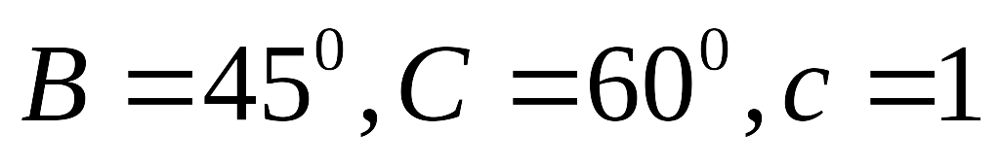 B = 45⁰, C = 60⁰, c = 1